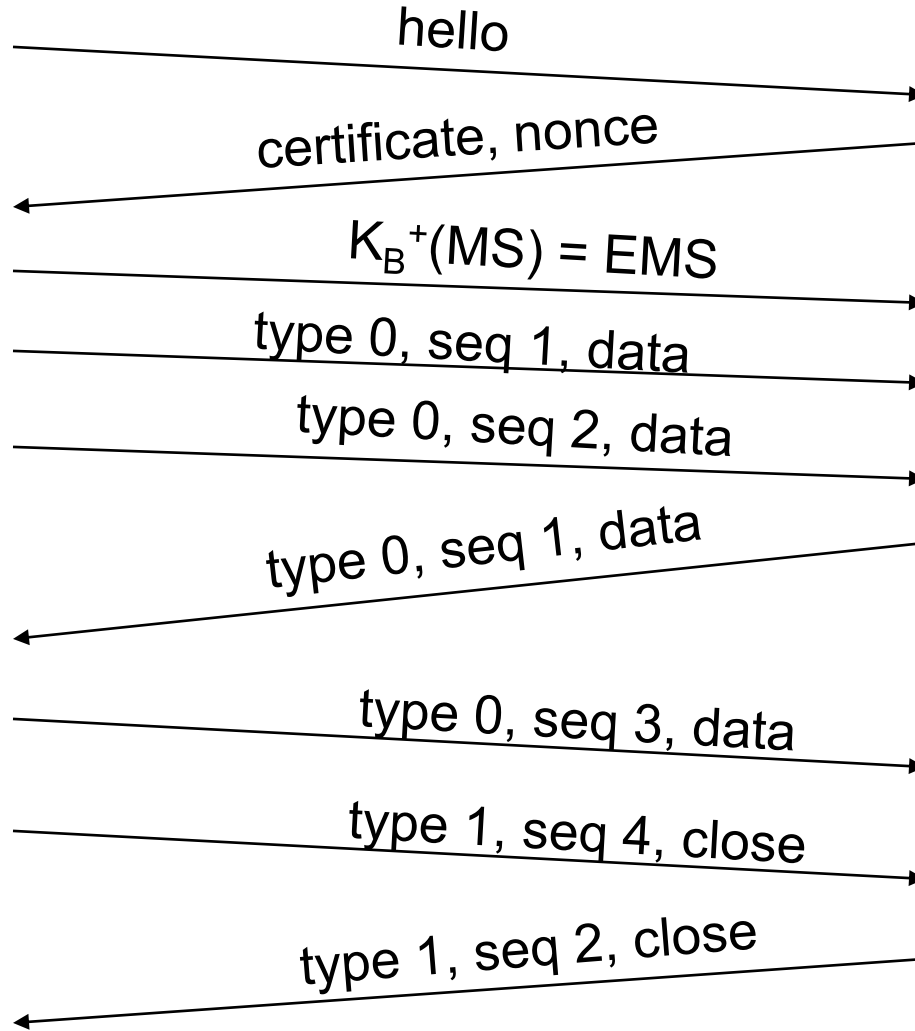 hello
certificate, nonce
K_B^+(MS) = EMS
type 0, seq 1, data
type 0, seq 2, data
type 0, seq 1, data
type 0, seq 3, data
type 1, seq 4, close
type 1, seq 2, close